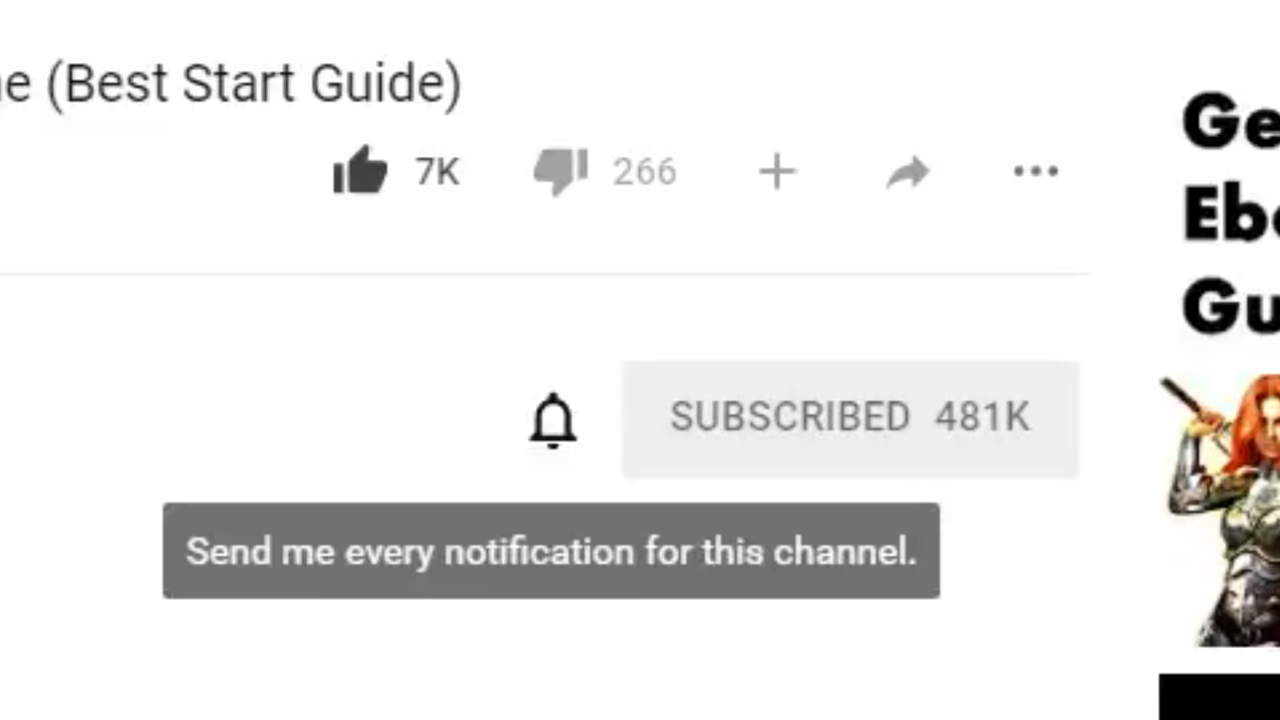 (Best Start Guide)
7K 266
SUBSCRIBED 481K
Send me every notification for this channel.